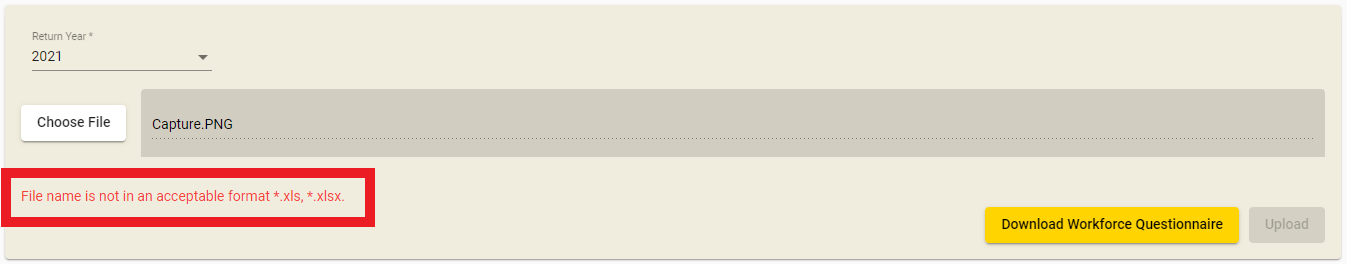 Return Year *
2021
Choose File
Capture.PNG
File name is not in an acceptable format *.xls, *.xlsx.
Download Workforce Questionnaire
Upload